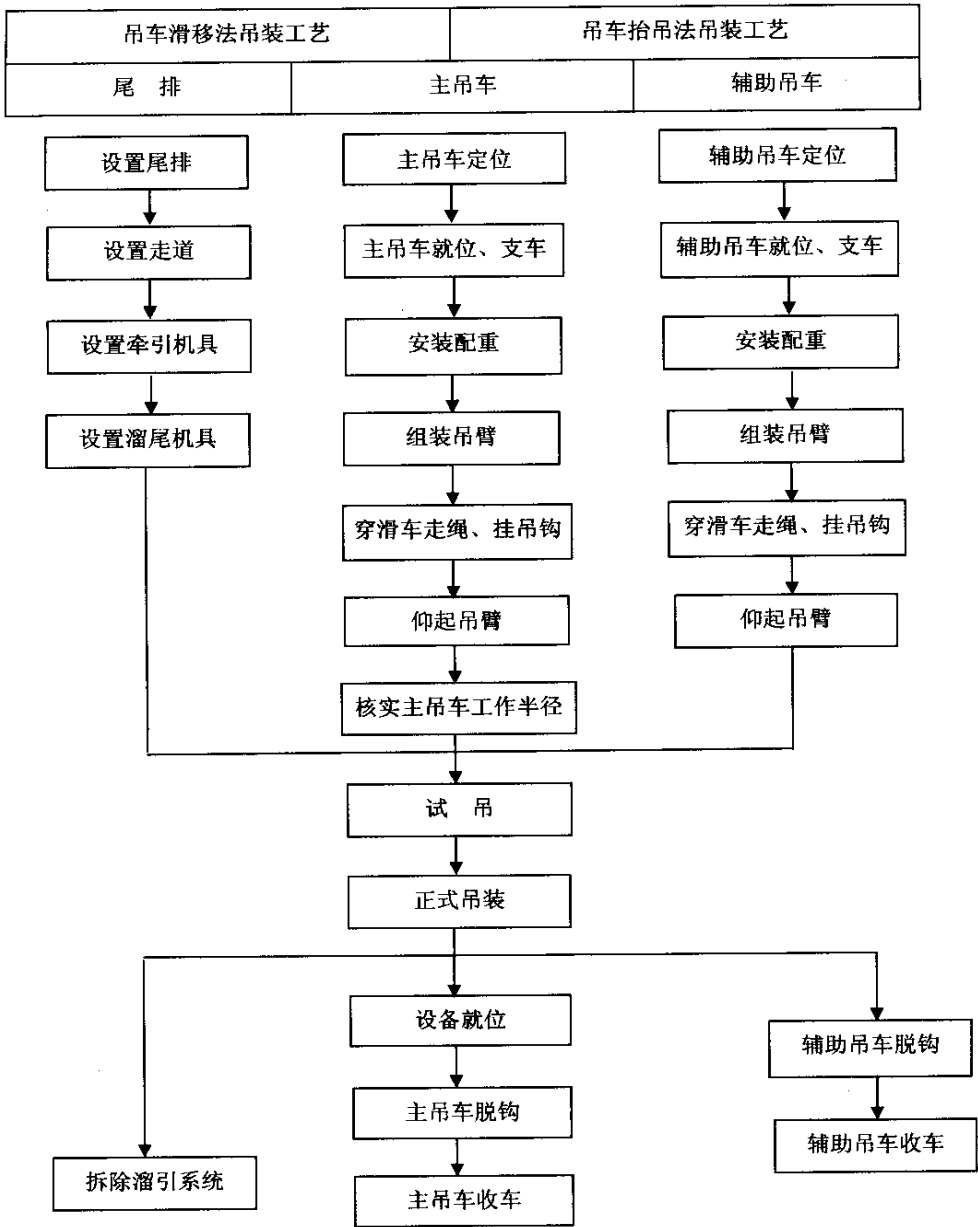 吊车滑移法吊装工艺
吊车抬吊法吊装工艺
尾 排
主吊车
辅助吊车
设置尾排
主吊车定位
辅助吊车定位
设置走道
主吊车就位、支车
辅助吊车就位、支车
设置牵引机具
安装配重
安装配重
设置溜尾机具
组装吊臂
组装吊臂
穿滑车走绳、挂吊钩
穿滑车走绳、挂吊钩
仰起吊臂
仰起吊臂
核实主吊车工作半径
试 吊
正式吊装
设备就位
辅助吊车脱钩
主吊车脱钩
辅助吊车收车
拆除溜引系统
主吊车收车